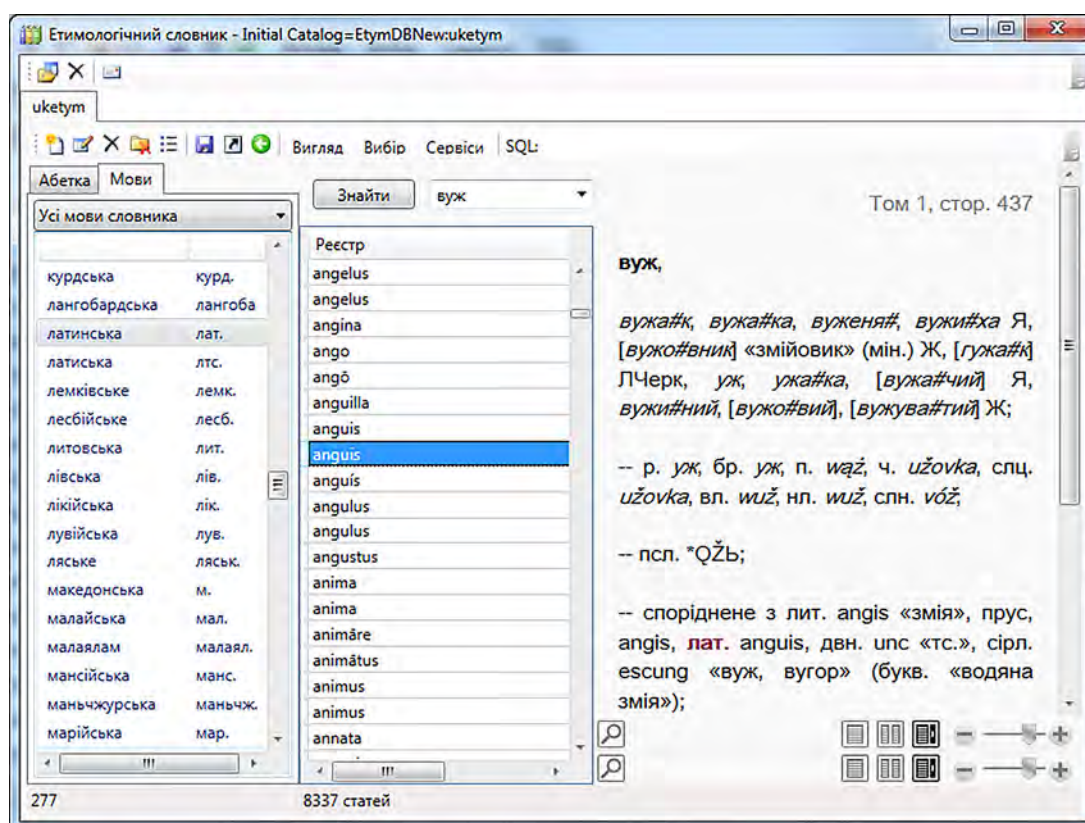 Етимологічний словник - Initial Catalog=EtymDBNew:uketym
uketym
Вигляд Вибір Сервіси SQL:
Абетка Мови
Усі мови словника
курдська курд.
лангобардська лангоба
латинська лат.
латиська лтс.
лемківське лемк.
лесбійське лесб.
литовська лит.
лівська лів.
лікійська лік.
лувійська лув.
ляське ляськ.
македонська м.
малайська мал.
малаялам малаял.
мансійська манс.
маньчжурська маньчж.
марійська мар.
277
Знайти вуж
Реєстр
angelus
angelus
angina
ango
angō
anguilla
anguis
anguis
anguís
angulus
angulus
angustus
anima
anima
animāre
animātus
animus
animus
annata
8337 статей
Том 1, стор. 437
вуж,
вужа#к, вужа#ка, вуженя#, вужи#ха Я,
[вужо#вник] «змійовик» (мін.) Ж, [гужа#к]
ЛЧерк, уж, ужа#ка, [вужа#чий] Я,
вужи#ний, [вужо#вий], [вужува#тий] Ж;
-- р. уж, бр. уж, п. wąż, ч. užovka, слц.
užovka, вл. wuž, нл. wuž, слн. vóž;
-- псл. *QŽЬ;
-- споріднене з лит. angis «змія», прус,
angis, лат. anguis, двн. unc «тс.», сірл.
escung «вуж, вугор» (букв. «водяна
змія»);